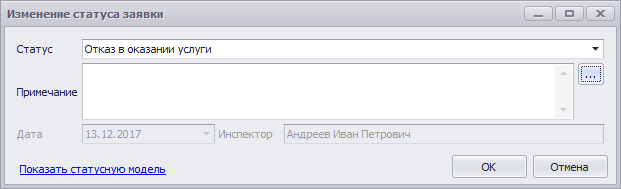 Изменение статуса заявки
Статус Отказ в оказании услуги
Примечание ...
Дата 13.12.2017 Инспектор Андреев Иван Петрович
Показать статусную модель ОК Отмена